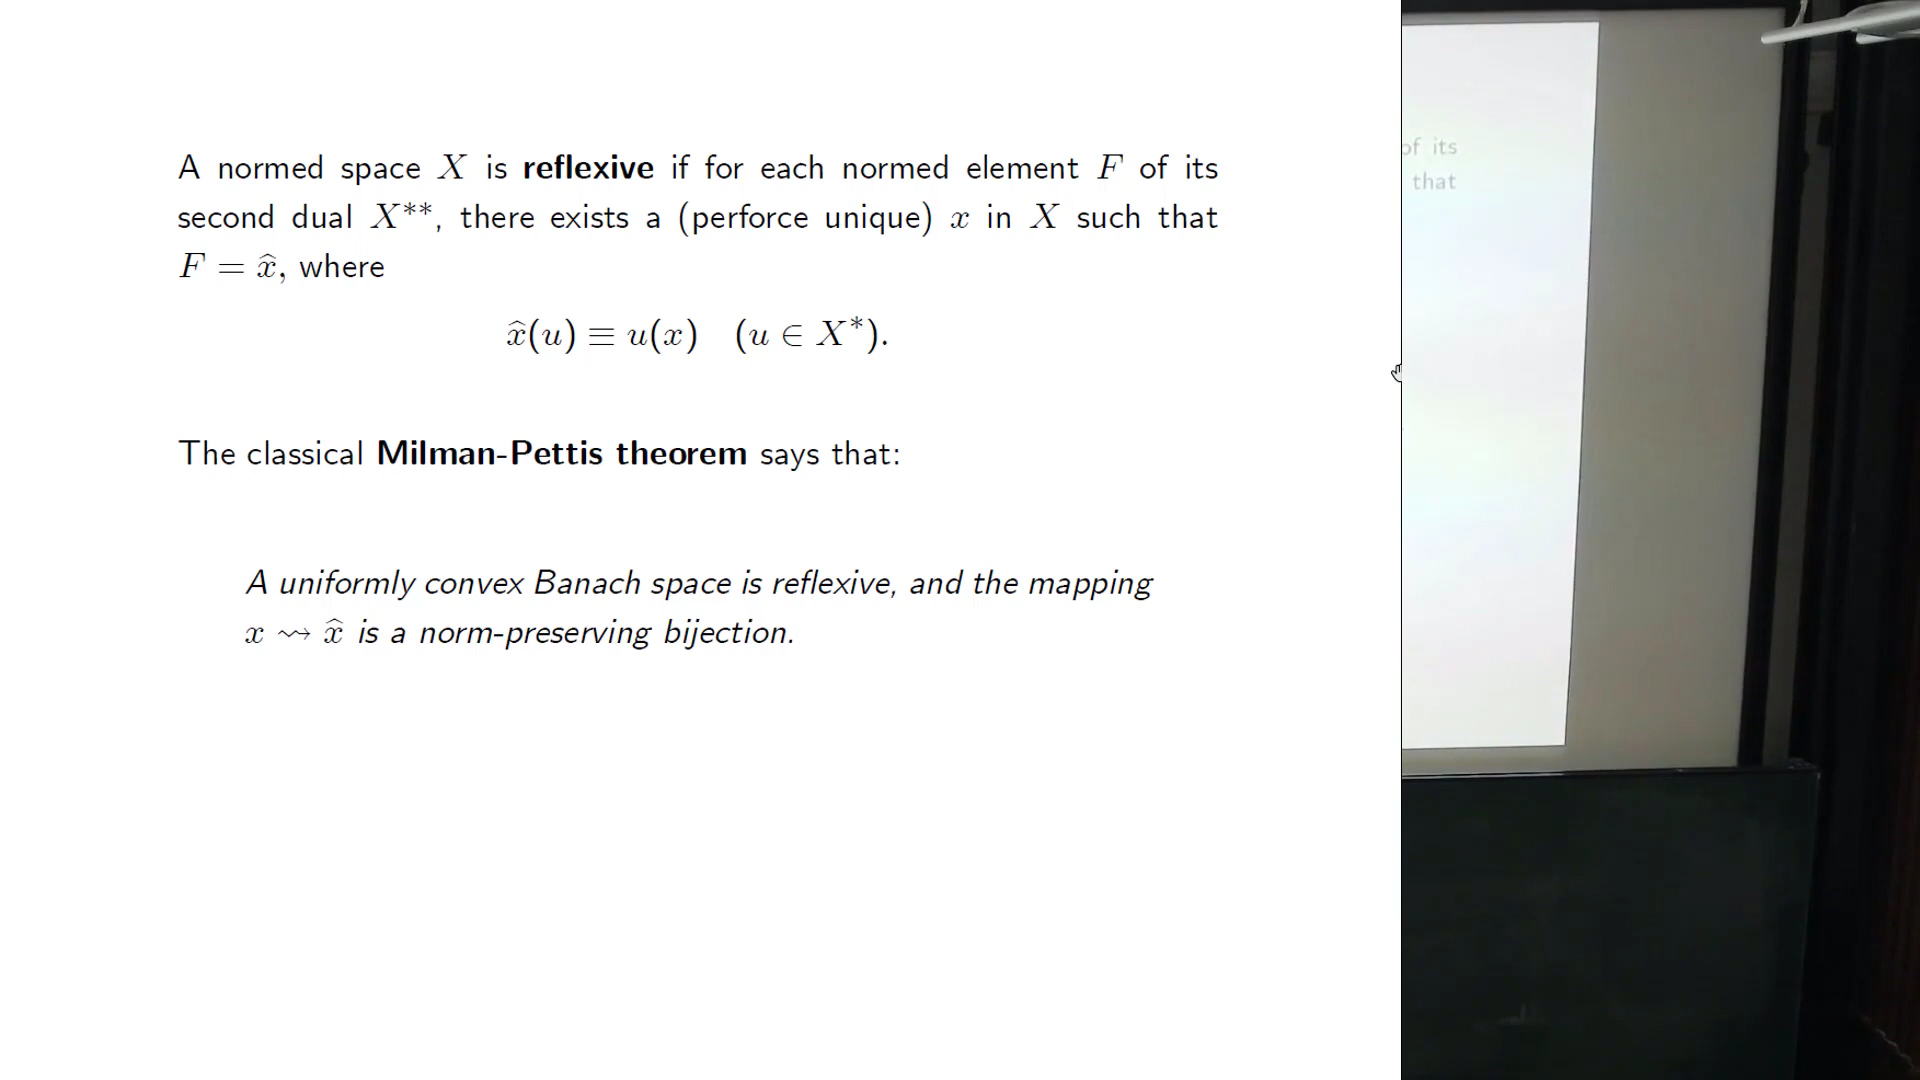 A normed space X is reflexive if for each normed element F of its
second dual X**, there exists a (perforce unique) x in X such that
F = x̂, where
x̂(u) ≡ u(x) (u ∈ X*).
The classical Milman-Pettis theorem says that:
A uniformly convex Banach space is reflexive, and the mapping
x ⇝ x̂ is a norm-preserving bijection.
of its
that